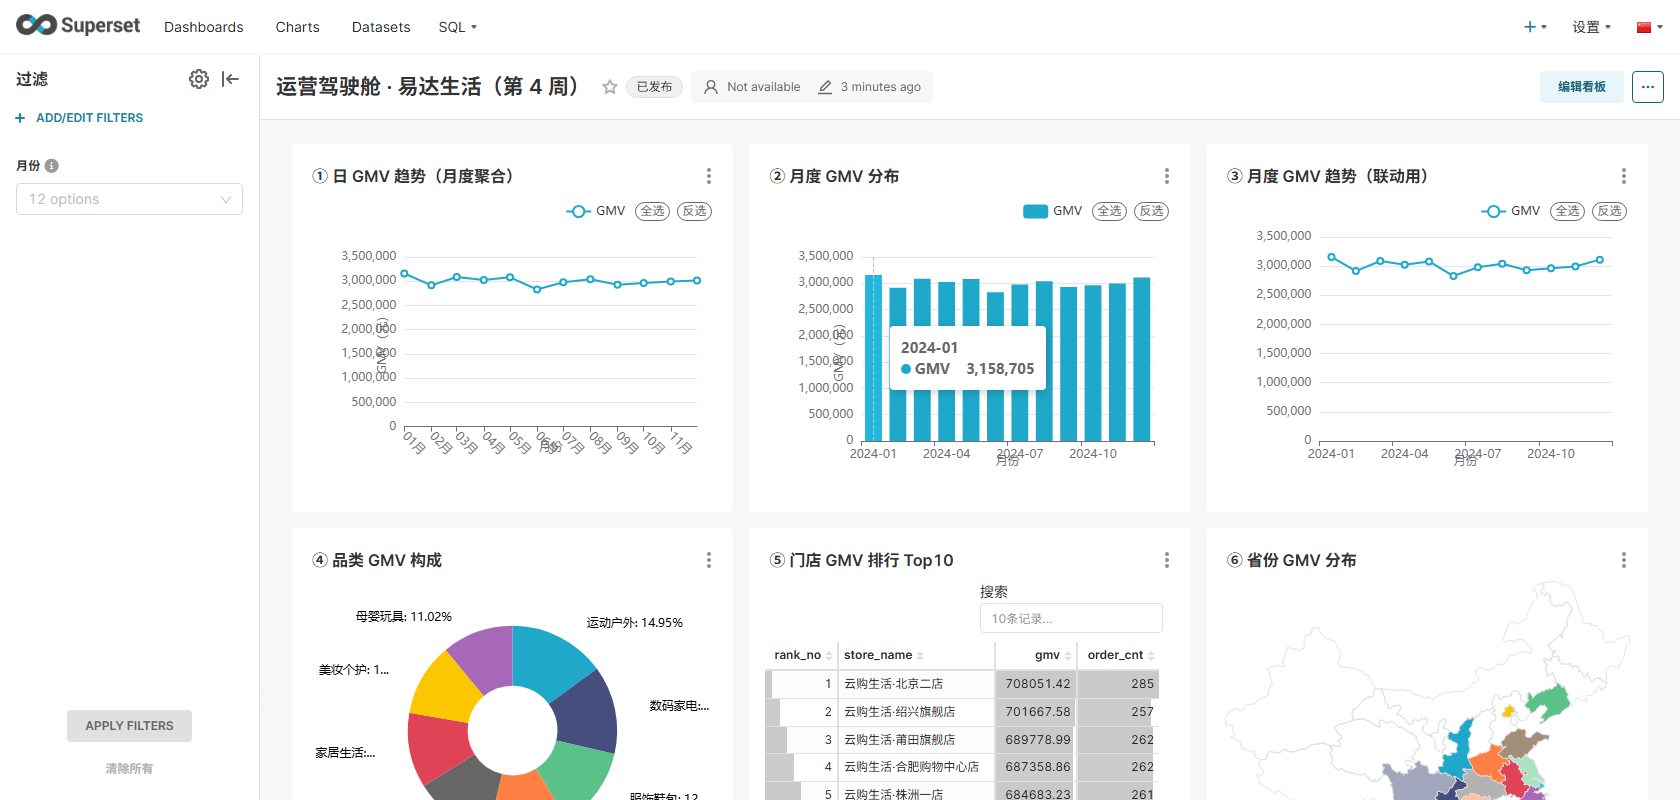 Superset
Dashboards
Charts
Datasets
SQL
设置
过滤
ADD/EDIT FILTERS
月份
12 options
APPLY FILTERS
清除所有
运营驾驶舱 · 易达生活（第 4 周）
已发布
Not available
3 minutes ago
编辑看板
① 日 GMV 趋势（月度聚合）
GMV 全选 反选
3,500,000
3,000,000
2,500,000
2,000,000
1,500,000
1,000,000
500,000
0
GMV（元）
01月 02月 03月 04月 05月 06月 07月 08月 09月 10月 11月
月份
② 月度 GMV 分布
GMV 全选 反选
3,500,000
3,000,000
2,500,000
2,000,000
1,500,000
1,000,000
500,000
0
GMV（元）
2024-01
GMV 3,158,705
2024-01 2024-04 2024-07 2024-10
月份
③ 月度 GMV 趋势（联动用）
GMV 全选 反选
3,500,000
3,000,000
2,500,000
2,000,000
1,500,000
1,000,000
500,000
0
2024-01 2024-04 2024-07 2024-10
月份
④ 品类 GMV 构成
母婴玩具: 11.02%
运动户外: 14.95%
美妆个护: 1...
数码家电:...
家居生活:...
服饰鞋包: 12
⑤ 门店 GMV 排行 Top10
搜索
10条记录...
rank_no store_name gmv order_cnt
1 云购生活·北京二店 708051.42 285
2 云购生活·绍兴旗舰店 701667.58 257
3 云购生活·莆田旗舰店 689778.99 262
4 云购生活·合肥购物中心店 687358.86 262
5 云购生活·株洲一店 684683.23 261
⑥ 省份 GMV 分布